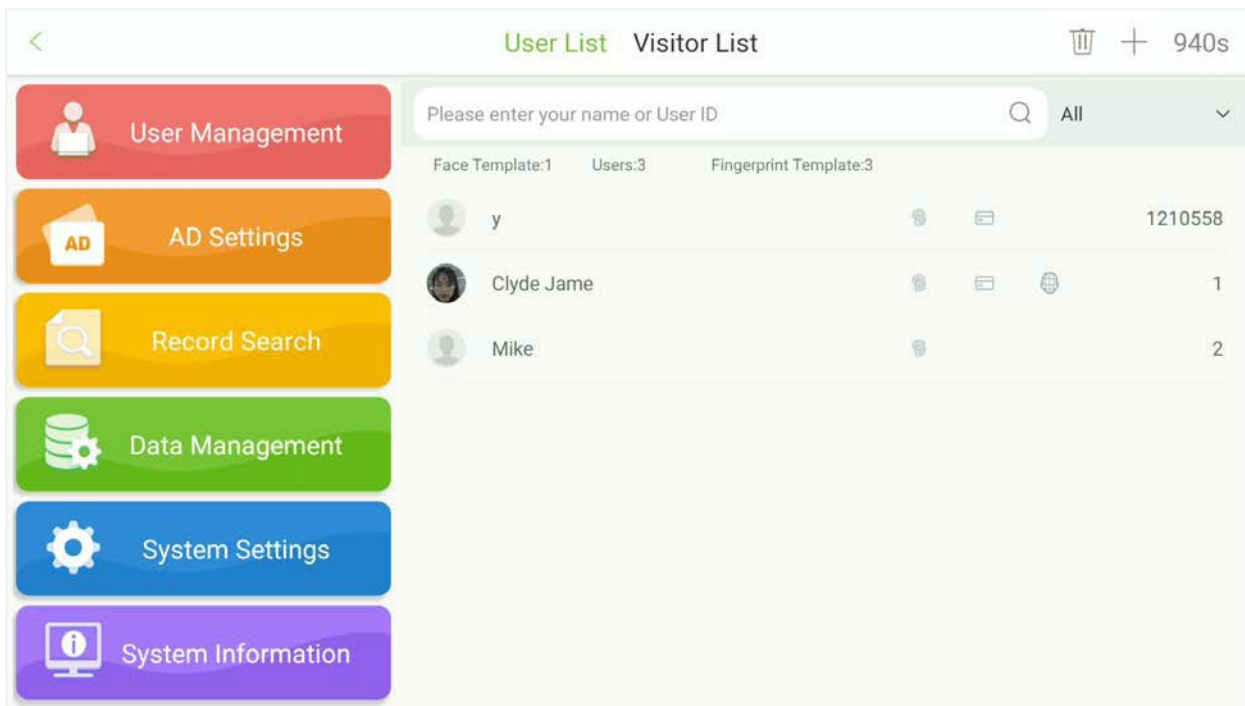 User List Visitor List 940s
User Management
AD AD Settings
Record Search
Data Management
System Settings
System Information
Please enter your name or User ID All
Face Template:1 Users:3 Fingerprint Template:3
y 1210558
Clyde Jame 1
Mike 2